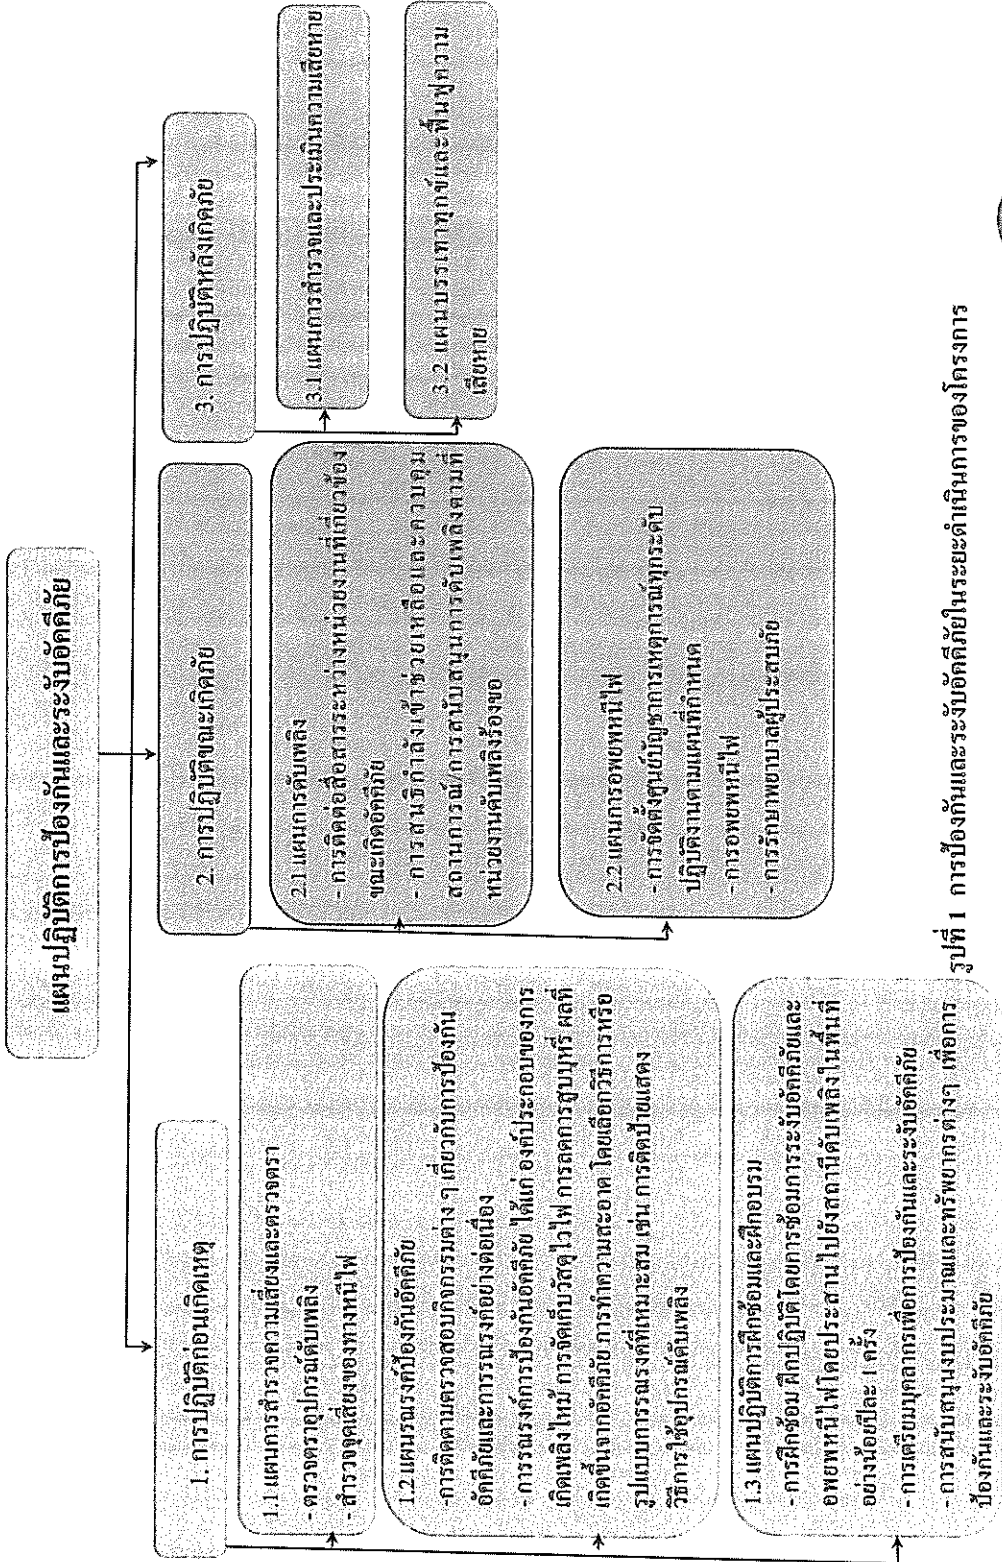 แผนปฏิบัติการป้องกันและระงับอัคคีภัย
1. การปฏิบัติก่อนเกิดเหตุ
1.1 แผนการสำรวจความเสี่ยงและตรวจตรา
- ตรวจตราอุปกรณ์ดับเพลิง
- สำรวจจุดเสี่ยงของทางหนีไฟ
1.2 แผนรณรงค์ป้องกันอัคคีภัย
-การติดตามตรวจสอบกิจกรรมต่าง ๆ เกี่ยวกับการป้องกัน
อัคคีภัยและการรณรงค์อย่างต่อเนื่อง
- การรณรงค์การป้องกันอัคคีภัย ได้แก่ องค์ประกอบของการ
เกิดเพลิงไหม้ การจัดเก็บวัสดุไวไฟ การลดการสูบบุหรี่ ผลที่
เกิดขึ้นจากอัคคีภัย การทำความสะอาด โดยเลือกวิธีการหรือ
รูปแบบการรณรงค์ที่เหมาะสม เช่น การติดป้ายแสดง
วิธีการใช้อุปกรณ์ดับเพลิง
1.3 แผนปฏิบัติการฝึกซ้อมและฝึกอบรม
- การฝึกซ้อม ฝึกปฏิบัติโดยการซ้อมการระงับอัคคีภัยและ
อพยพหนีไฟโดยประสานไปยังสถานีดับเพลิงในพื้นที่
อย่างน้อยปีละ 1 ครั้ง
- การเตรียมบุคลากรเพื่อการป้องกันและระงับอัคคีภัย
- การสนับสนุนงบประมาณและทรัพยากรต่างๆ เพื่อการ
ป้องกันและระงับอัคคีภัย
2. การปฏิบัติขณะเกิดภัย
2.1 แผนการดับเพลิง
- การติดต่อสื่อสารระหว่างหน่วยงานที่เกี่ยวข้อง
ขณะเกิดอัคคีภัย
- การสนธิกำลังเข้าช่วยเหลือและควบคุม
สถานการณ์/การสนับสนุนการดับเพลิงตามที่
หน่วยงานดับเพลิงร้องขอ
2.2 แผนการอพยพหนีไฟ
- การจัดตั้งศูนย์บัญชาการเหตุการณ์ทุกระดับ
ปฏิบัติงานตามแผนที่กำหนด
- การอพยพหนีไฟ
- การรักษาพยาบาลผู้ประสบภัย
3. การปฏิบัติหลังเกิดภัย
3.1 แผนการสำรวจและประเมินความเสียหาย
3.2 แผนบรรเทาทุกข์และฟื้นฟูความ
เสียหาย
รูปที่ 1 การป้องกันและระงับอัคคีภัยในระยะดำเนินการของโครงการ